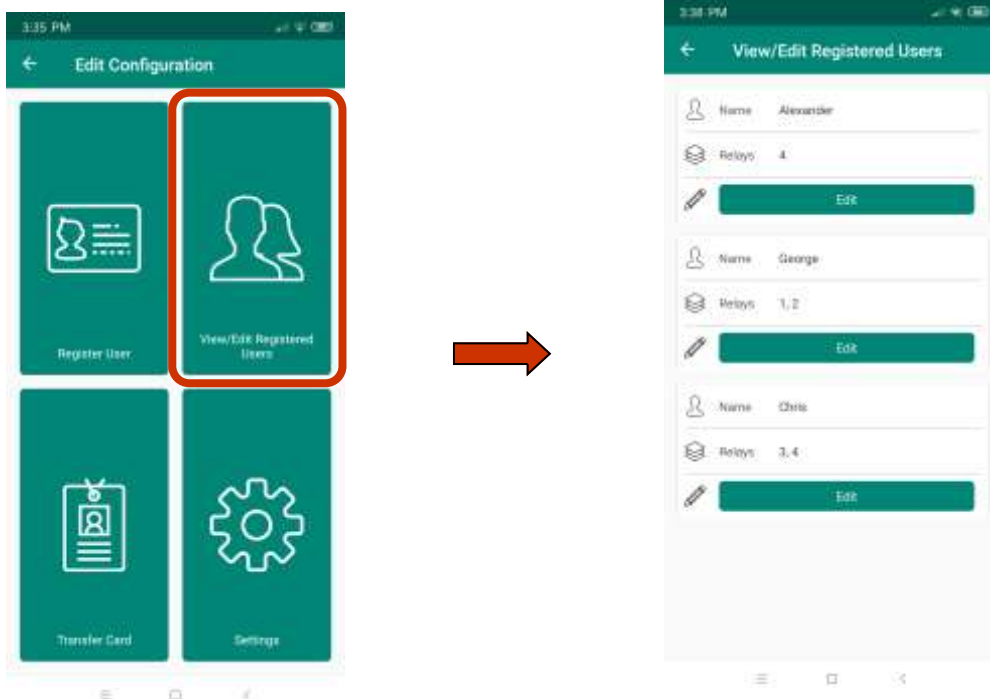 3:35 PM
Edit Configuration
Register User
View/Edit Registered
Users
Transfer Card
Settings
3:38 PM
View/Edit Registered Users
Name Alexander
Relays 4
Edit
Name George
Relays 1, 2
Edit
Name Chris
Relays 3, 4
Edit